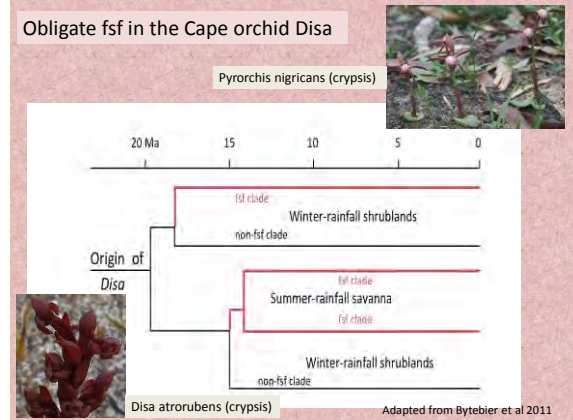 Obligate fsf in the Cape orchid Disa
Pyrorchis nigricans (crypsis)
20 Ma 15 10 5 0
fsf clade
Winter-rainfall shrublands
non-fsf clade
Origin of
Disa
fsf clade
Summer-rainfall savanna
fsf clade
Winter-rainfall shrublands
non-fsf clade
Disa atrorubens (crypsis)
Adapted from Bytebier et al 2011